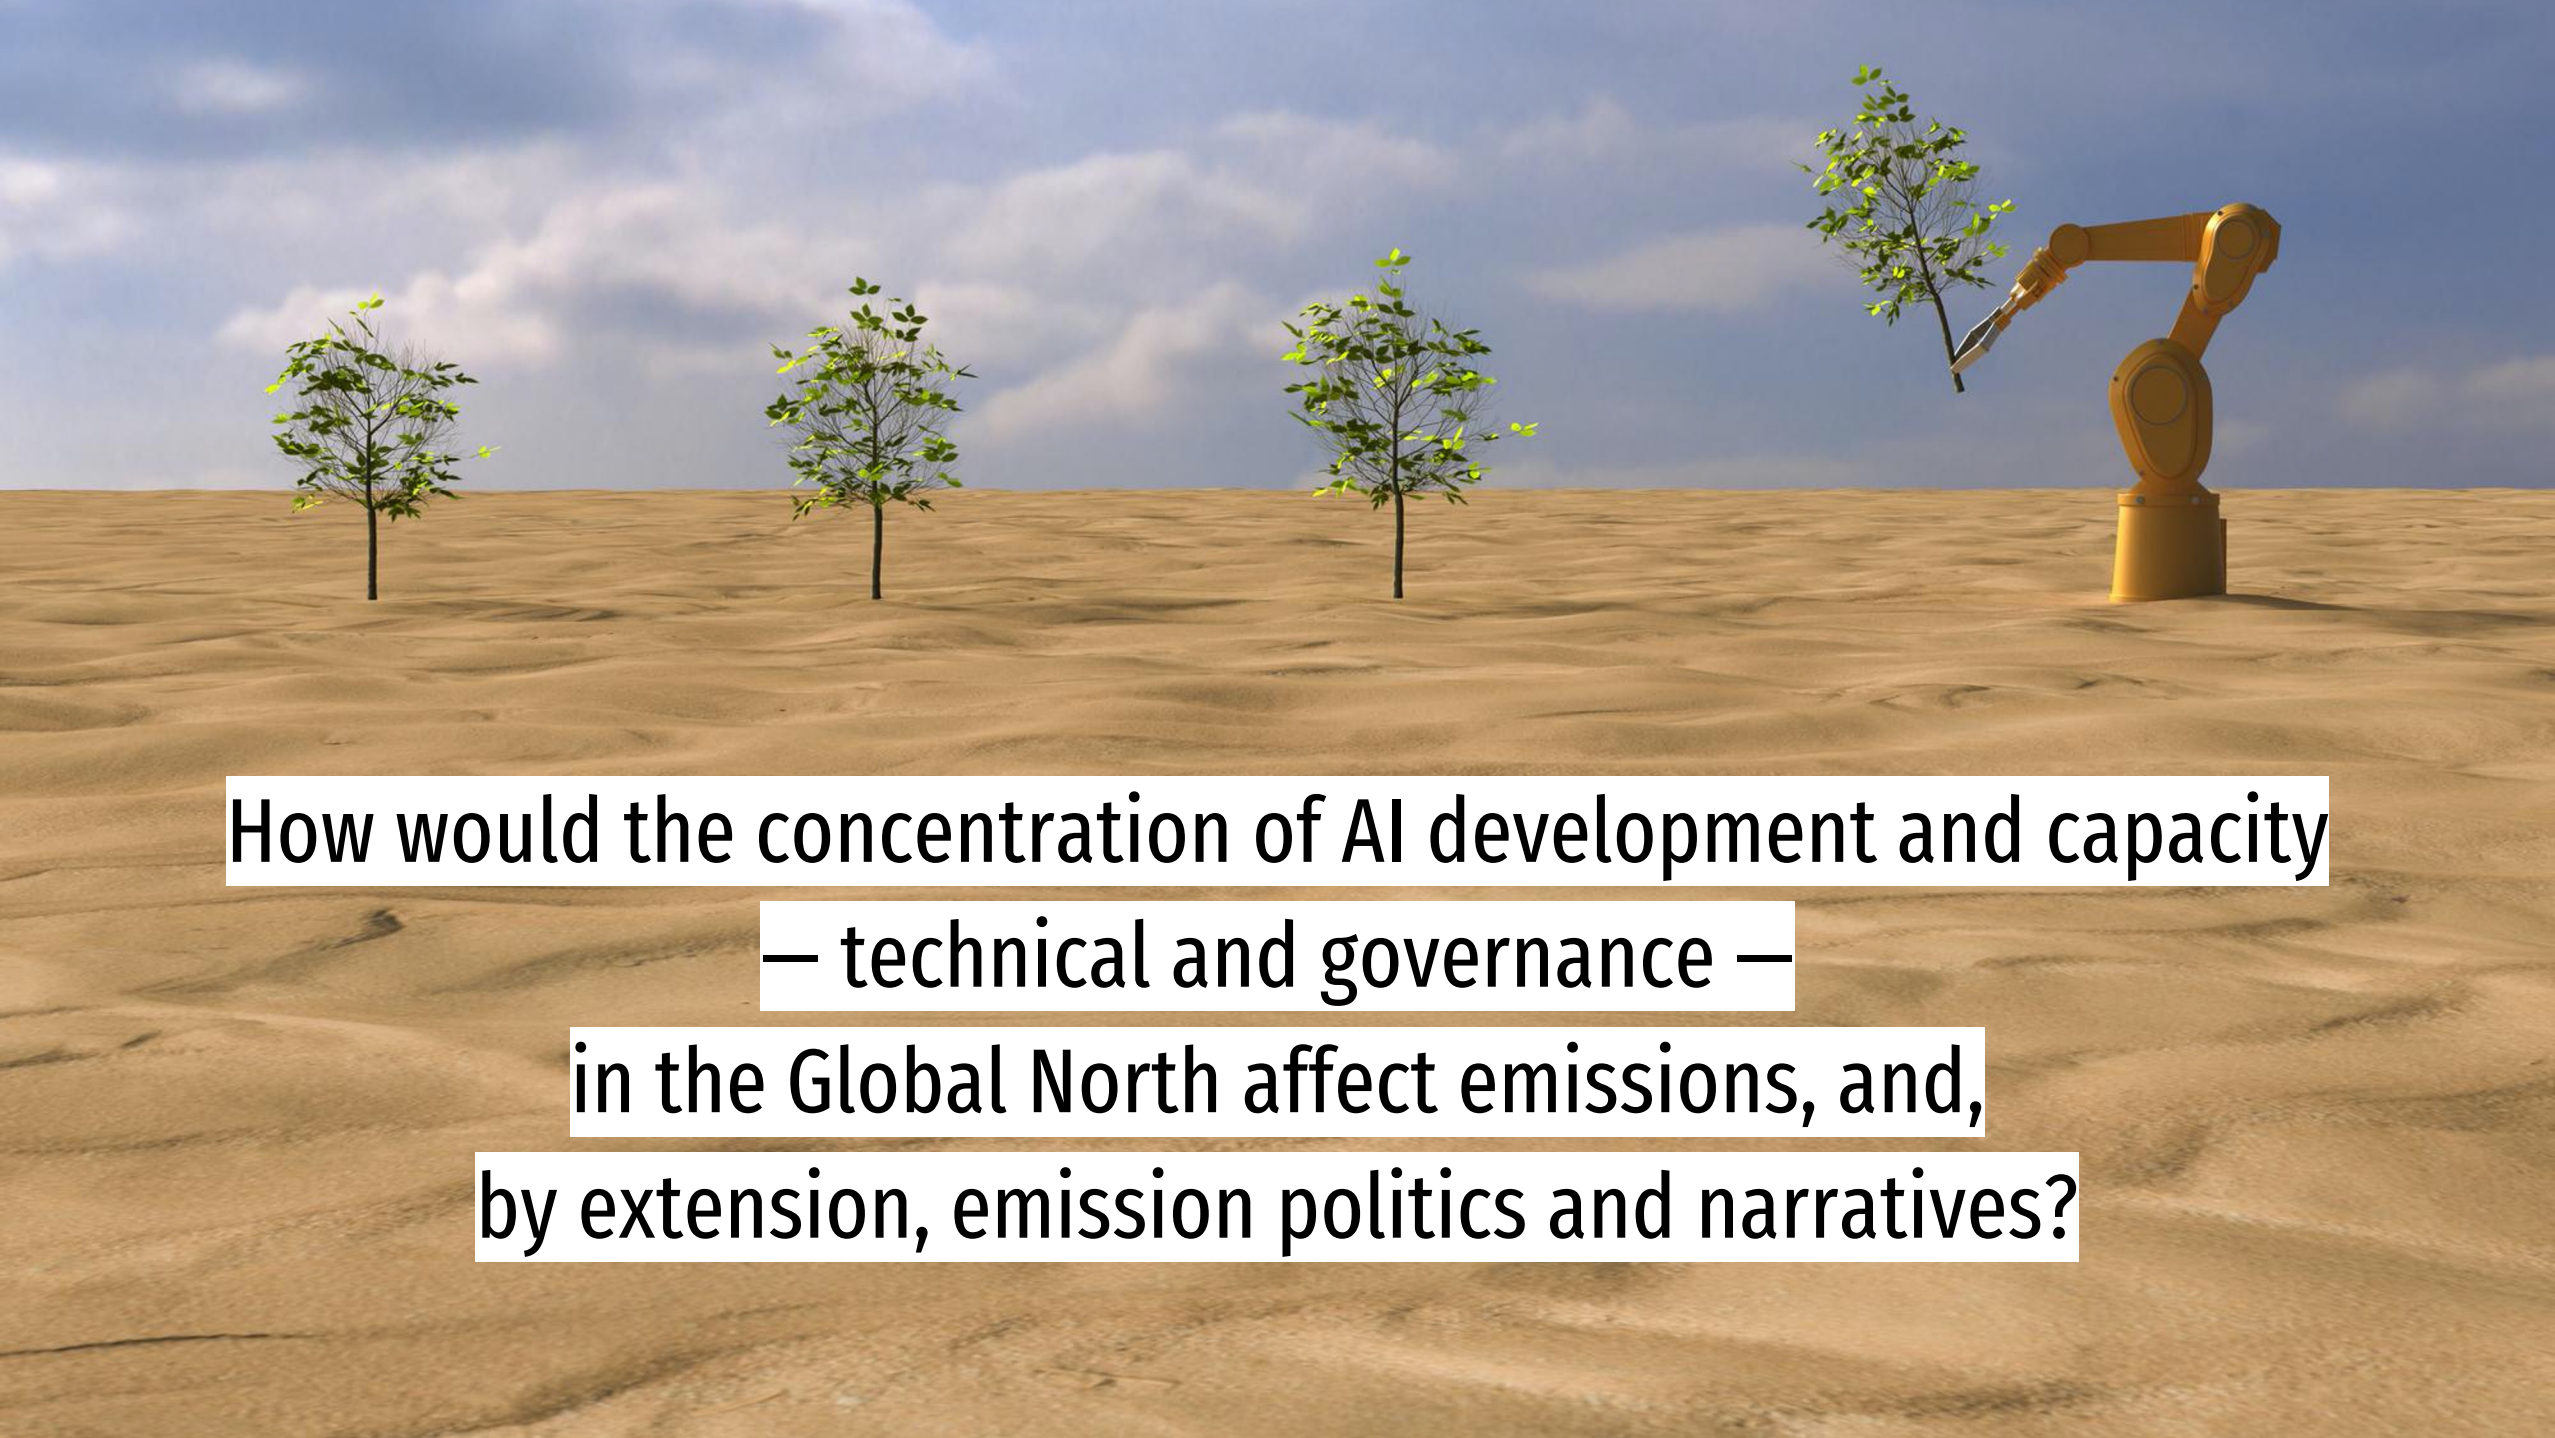 How would the concentration of AI development and capacity
— technical and governance —
in the Global North affect emissions, and,
by extension, emission politics and narratives?